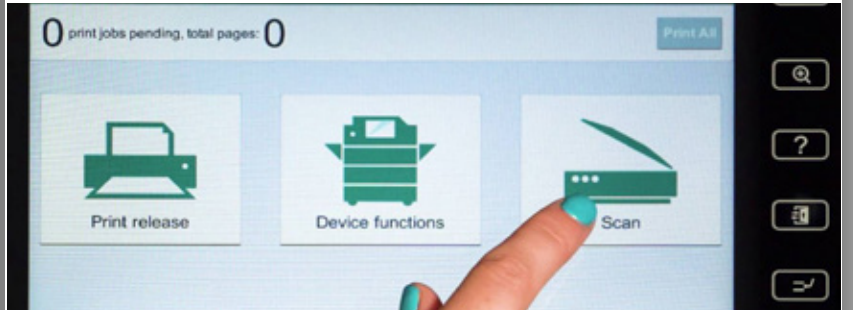 0 print jobs pending, total pages: 0
Print All
Print release
Device functions
Scan
?